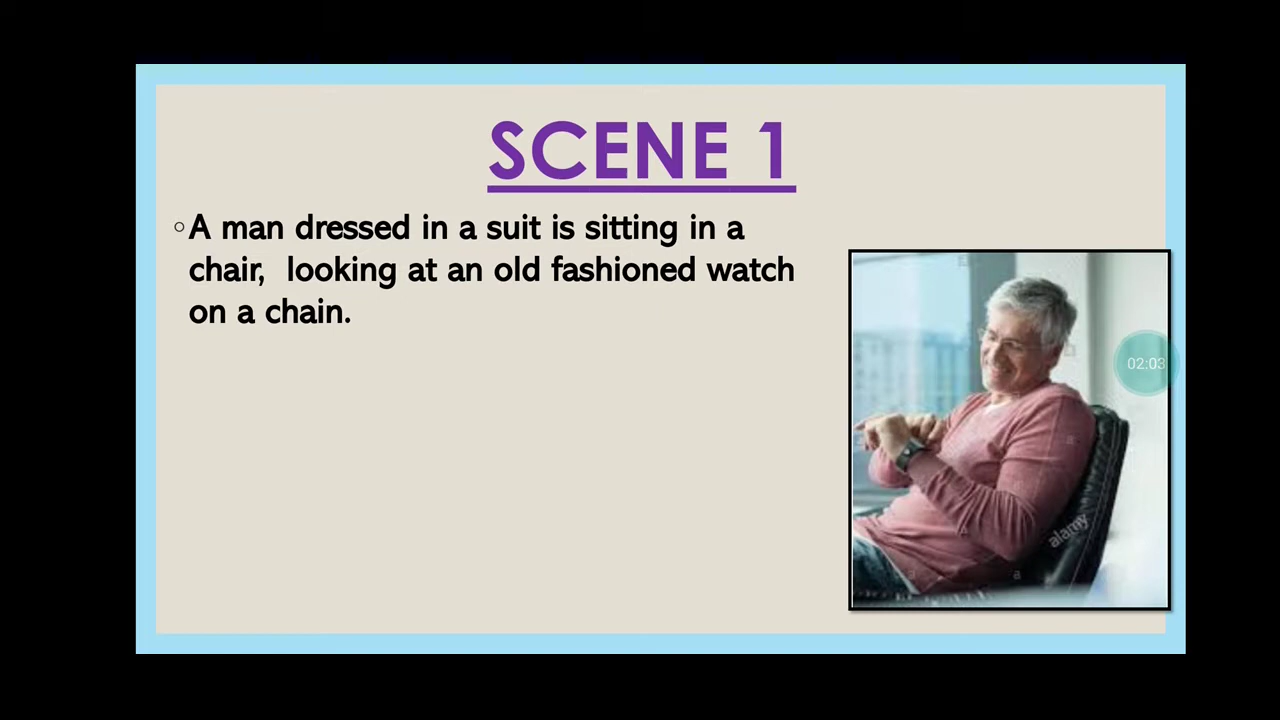 SCENE 1
A man dressed in a suit is sitting in a
chair, looking at an old fashioned watch
on a chain.
02:03
alamy
a
a
a
a